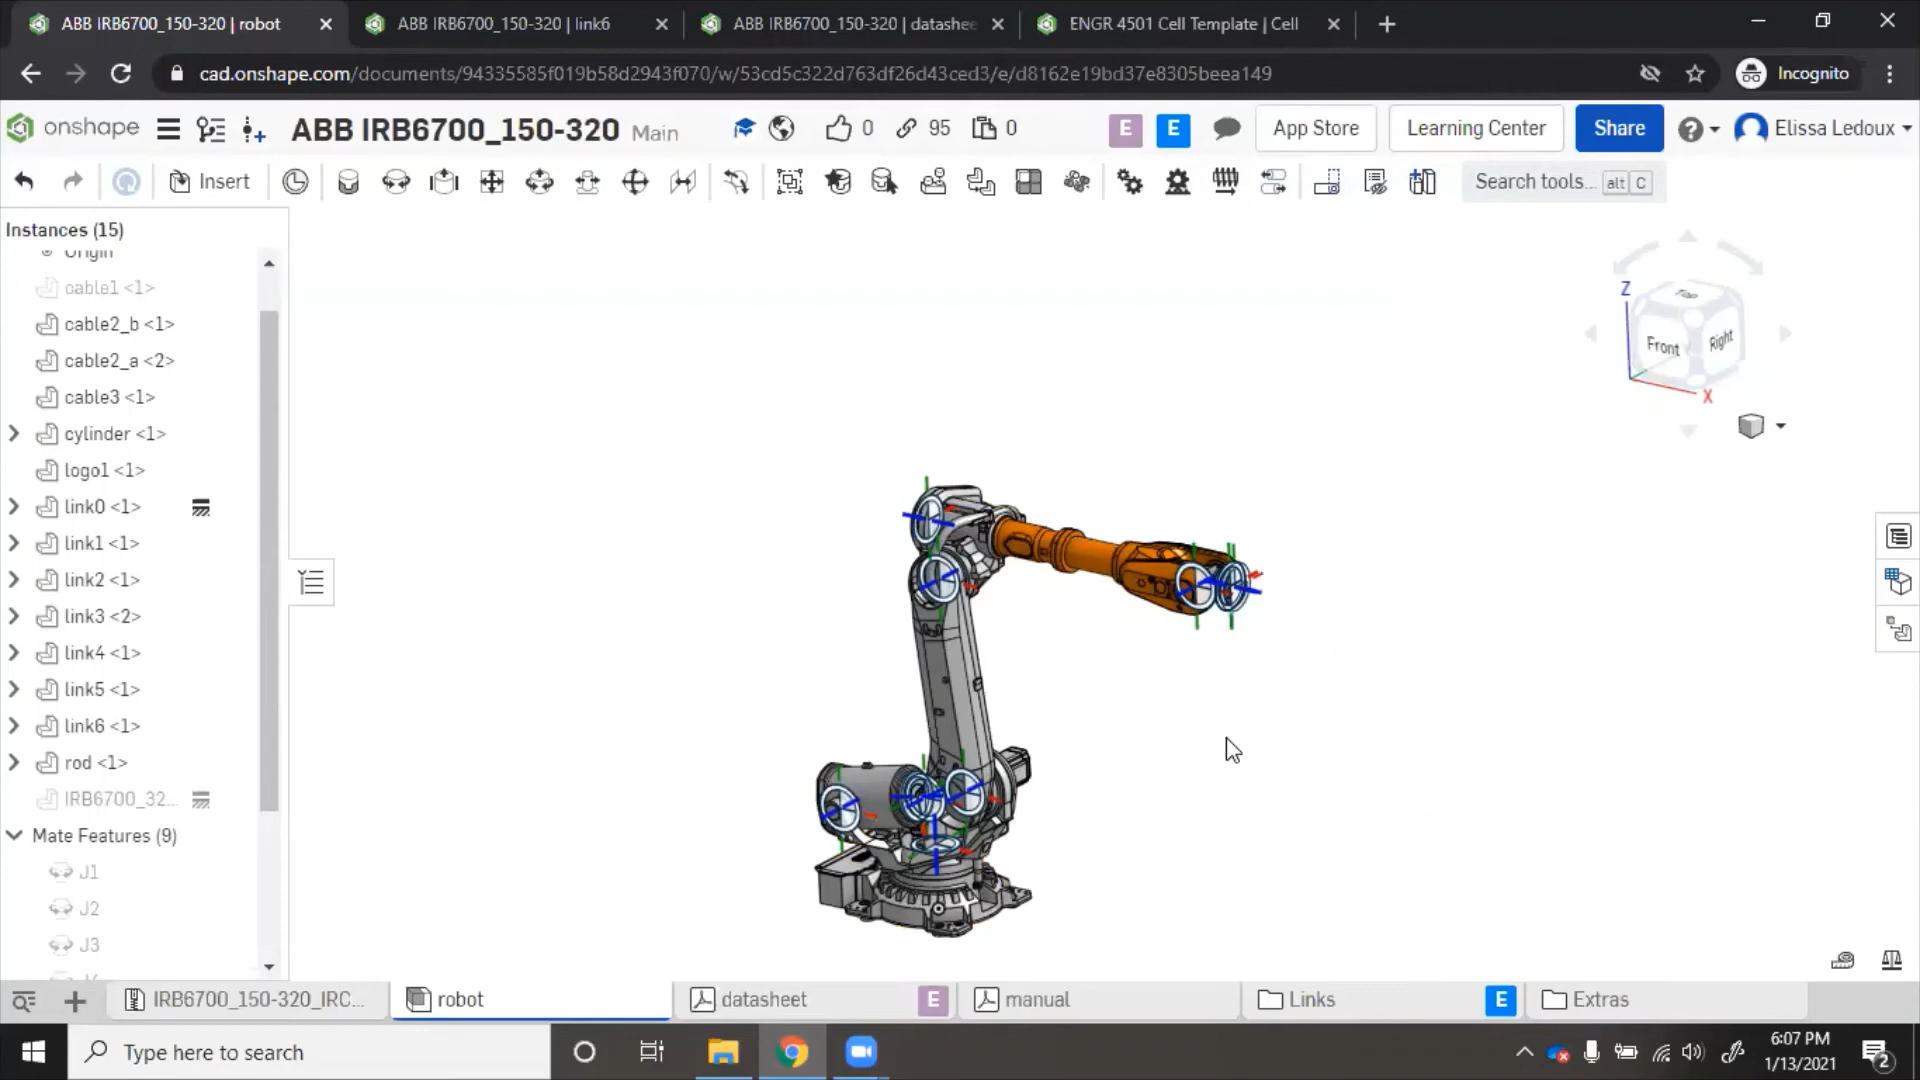 ABB IRB6700_150-320 | robot
ABB IRB6700_150-320 | link6
ABB IRB6700_150-320 | datashee
ENGR 4501 Cell Template | Cell
cad.onshape.com/documents/94335585f019b58d2943f070/w/53cd5c322d763df26d43ced3/e/d8162e19bd37e8305beea149
Incognito
onshape
ABB IRB6700_150-320 Main
0
95
0
E
E
App Store
Learning Center
Share
Elissa Ledoux
Insert
Search tools... alt C
Instances (15)
Origin
cable1 <1>
cable2_b <1>
cable2_a <2>
cable3 <1>
cylinder <1>
logo1 <1>
link0 <1>
link1 <1>
link2 <1>
link3 <2>
link4 <1>
link5 <1>
link6 <1>
rod <1>
IRB6700_32...
Mate Features (9)
J1
J2
J3
Z
Top
Front
Right
X
IRB6700_150-320_IRC...
robot
datasheet
E
manual
Links
E
Extras
Type here to search
6:07 PM
1/13/2021
2